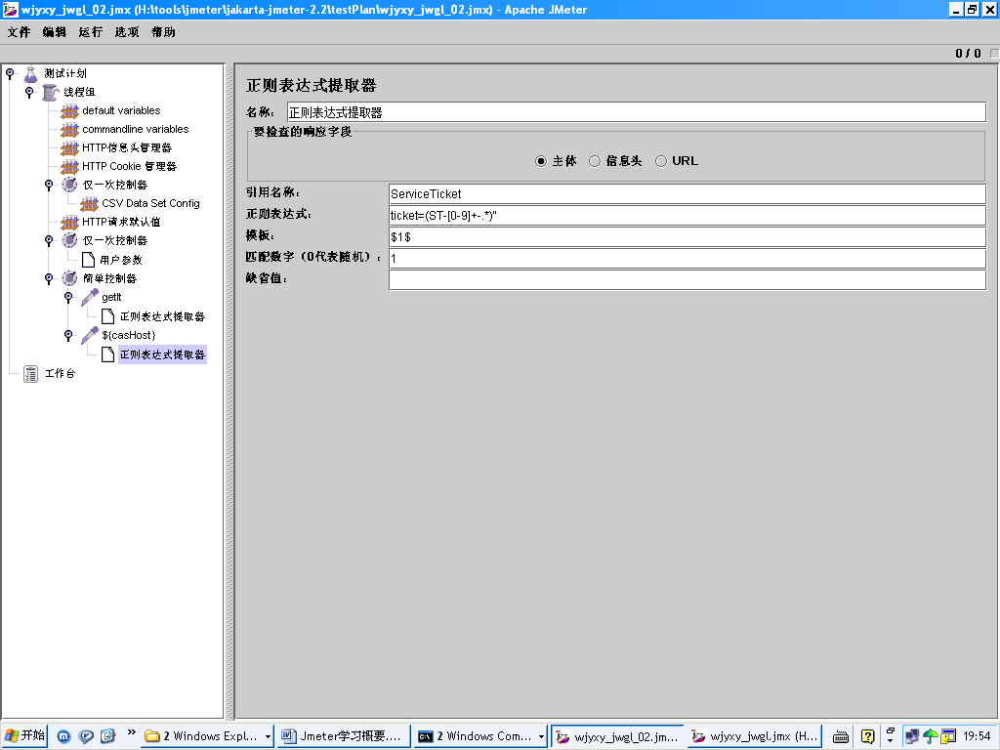 wjyxy_jwgl_02.jmx (H:\tools\jmeter\jakarta-jmeter-2.2\testPlan\wjyxy_jwgl_02.jmx) - Apache JMeter
文件 编辑 运行 选项 帮助
0 / 0
测试计划
线程组
default variables
commandline variables
HTTP信息头管理器
HTTP Cookie 管理器
仅一次控制器
CSV Data Set Config
HTTP请求默认值
仅一次控制器
用户参数
简单控制器
getIt
正则表达式提取器
${casHost}
正则表达式提取器
工作台
正则表达式提取器
名称： 正则表达式提取器
要检查的响应字段
主体 信息头 URL
引用名称： ServiceTicket
正则表达式： ticket=(ST-[0-9]+-.*)"
模板： $1$
匹配数字（0代表随机）： 1
缺省值：
开始 » 2 Windows Expl... Jmeter学习概要.... 2 Windows Com... wjyxy_jwgl_02.jm... wjyxy_jwgl.jmx (H... 19:54